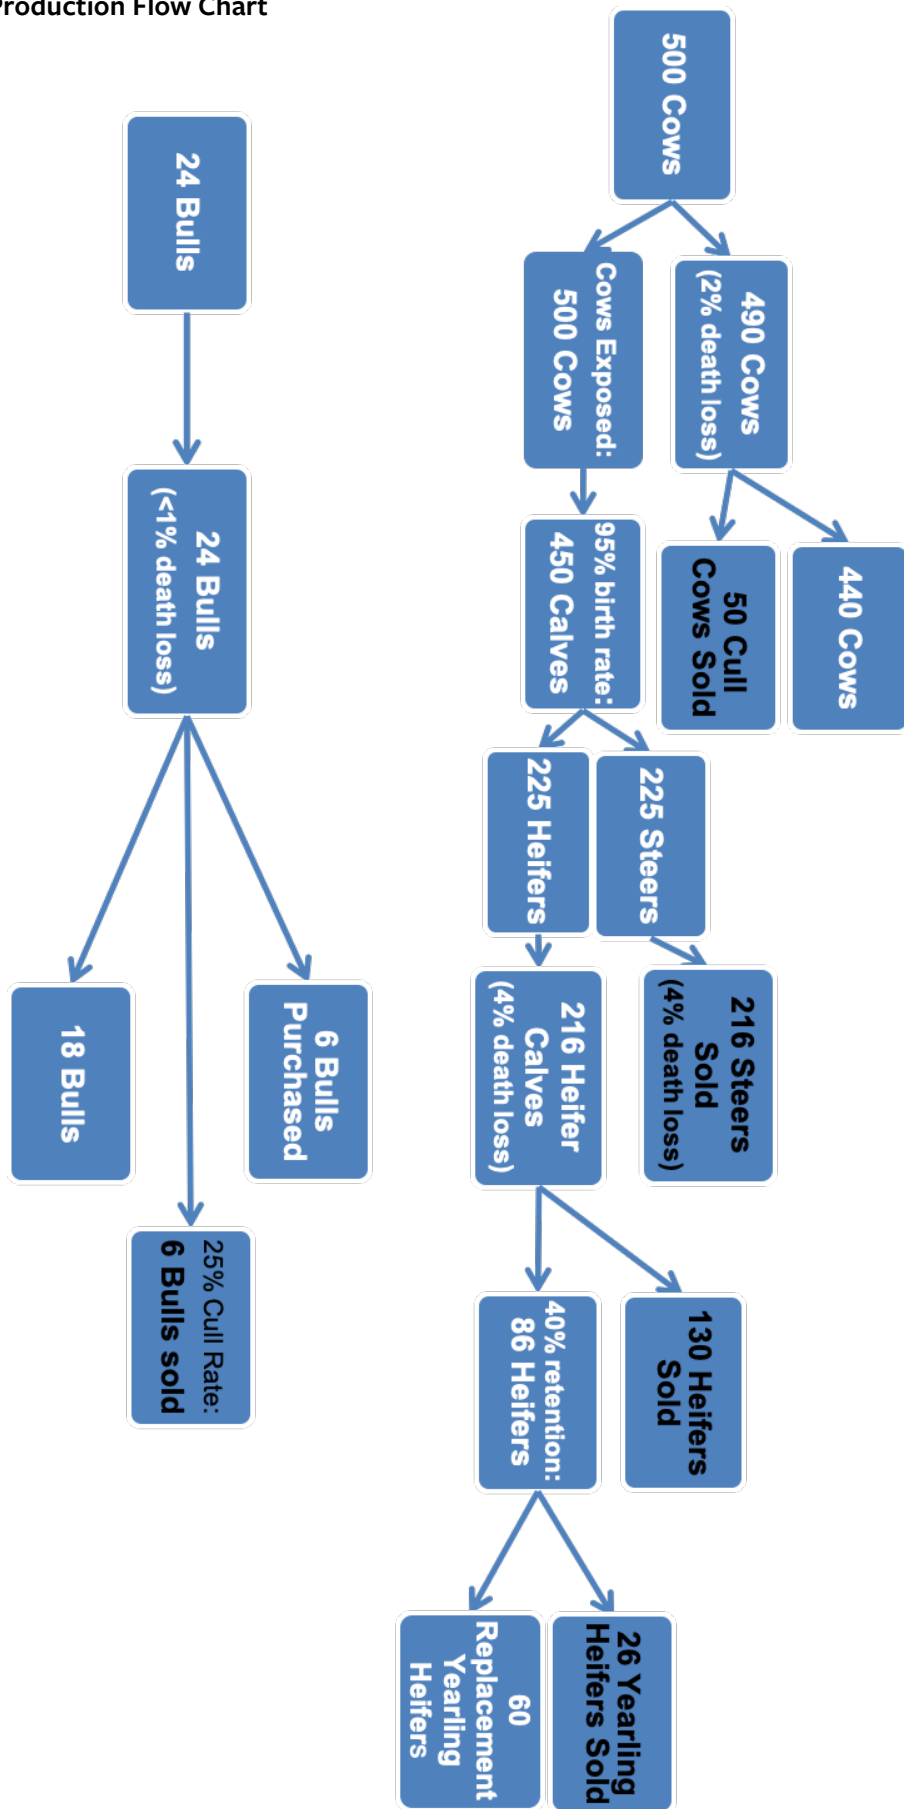 Production Flow Chart
500 Cows
490 Cows
(2% death loss)
440 Cows
50 Cull
Cows Sold
Cows Exposed:
500 Cows
95% birth rate:
450 Calves
225 Steers
216 Steers
Sold
(4% death loss)
225 Heifers
216 Heifer
Calves
(4% death loss)
130 Heifers
Sold
40% retention:
86 Heifers
26 Yearling
Heifers Sold
60
Replacement
Yearling
Heifers
24 Bulls
24 Bulls
(<1% death loss)
6 Bulls
Purchased
25% Cull Rate:
6 Bulls sold
18 Bulls